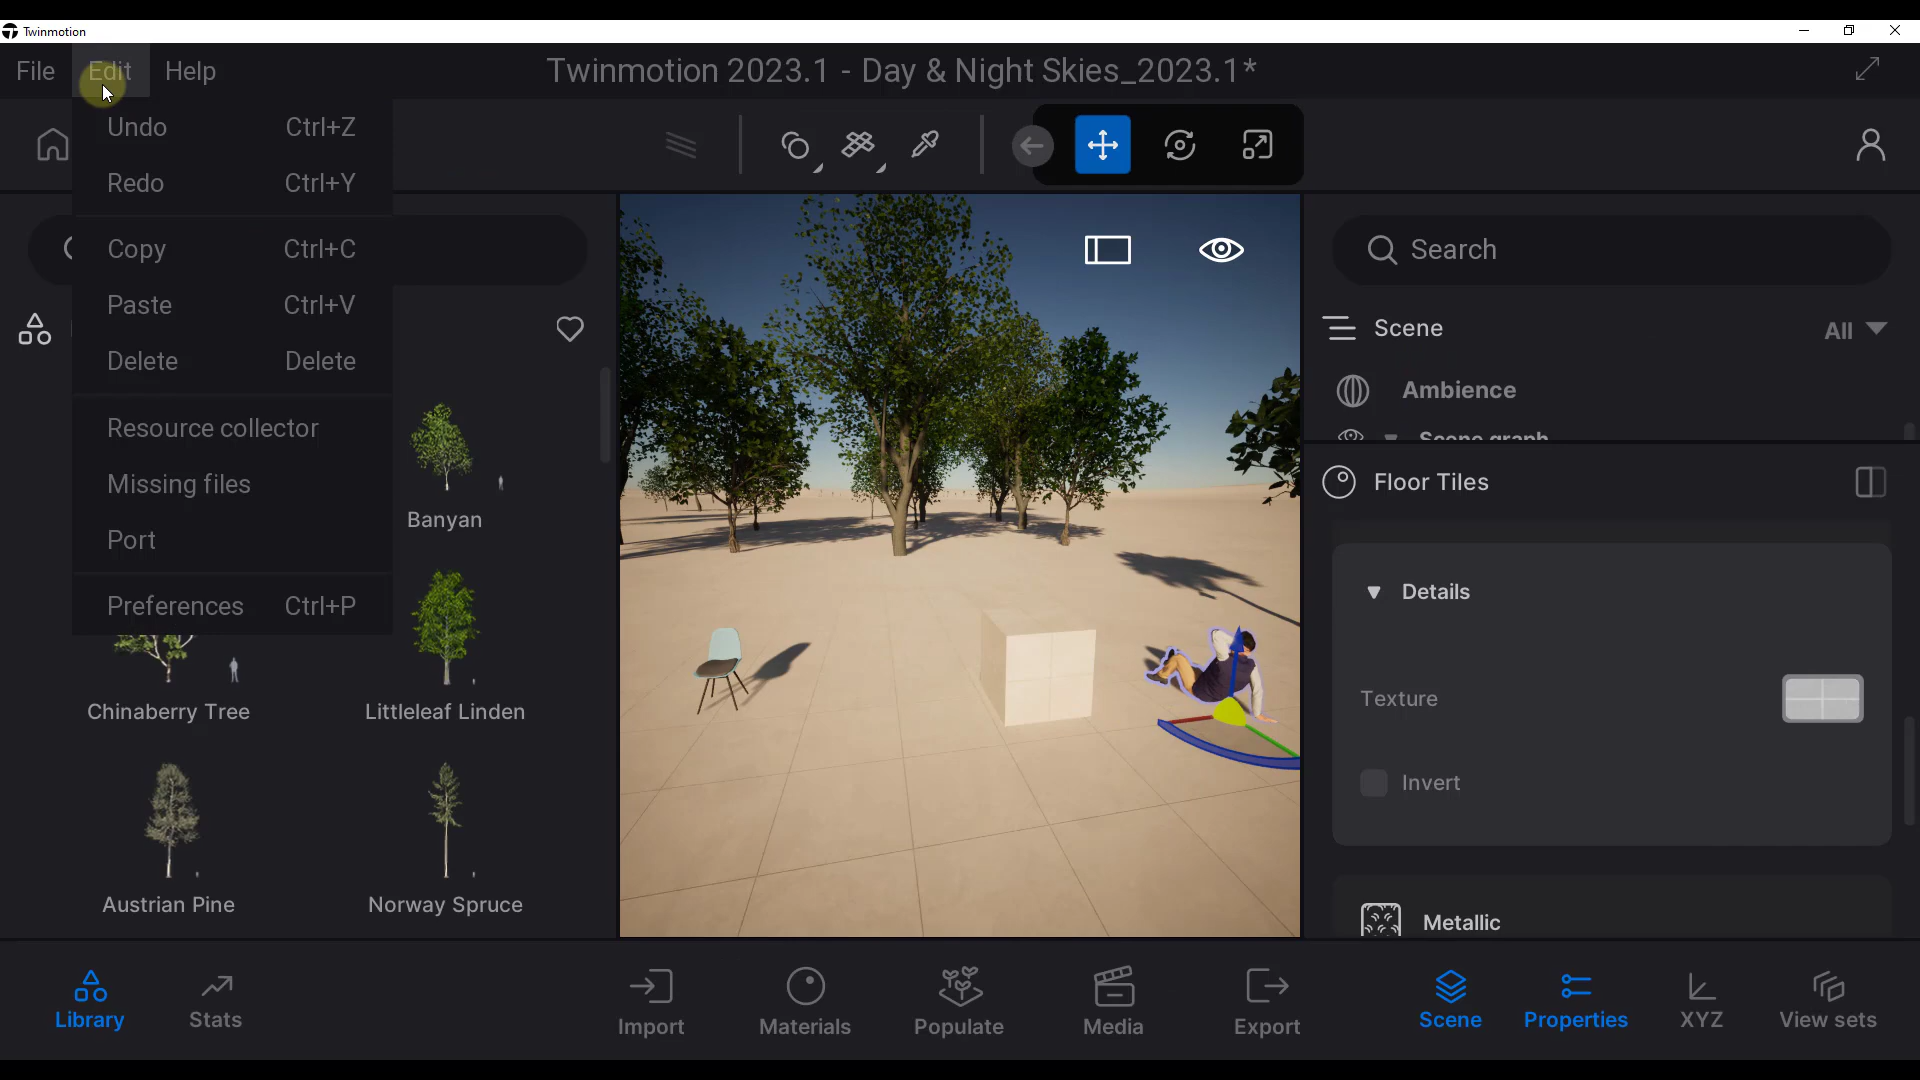 Twinmotion
File Edit Help
Twinmotion 2023.1 - Day & Night Skies_2023.1*
Undo Ctrl+Z
Redo Ctrl+Y
Copy Ctrl+C
Paste Ctrl+V
Delete Delete
Resource collector
Missing files
Port
Preferences Ctrl+P
Banyan
Chinaberry Tree
Littleleaf Linden
Austrian Pine
Norway Spruce
Search
Scene All
Ambience
Scene graph
Floor Tiles
Details
Texture
Invert
Metallic
Library
Stats
Import
Materials
Populate
Media
Export
Scene
Properties
XYZ
View sets